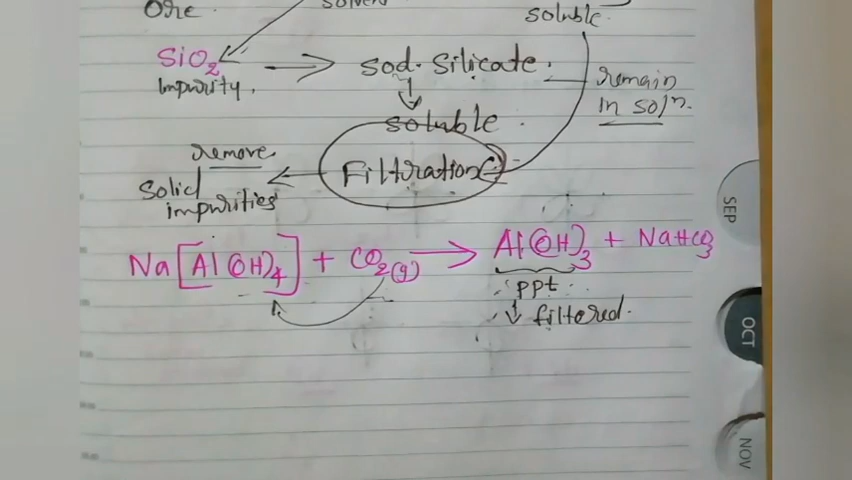 Ore
solvent
soluble
SiO₂ → sod. Silicate.
Impurity.
remain
in solⁿ.
soluble
remove
Filtration
Solid
impurities
Na[Al(OH)₄] + CO₂(g) → Al(OH)₃ + NaHCO₃
ppt
↓ filtered.
SEP
OCT
NOV